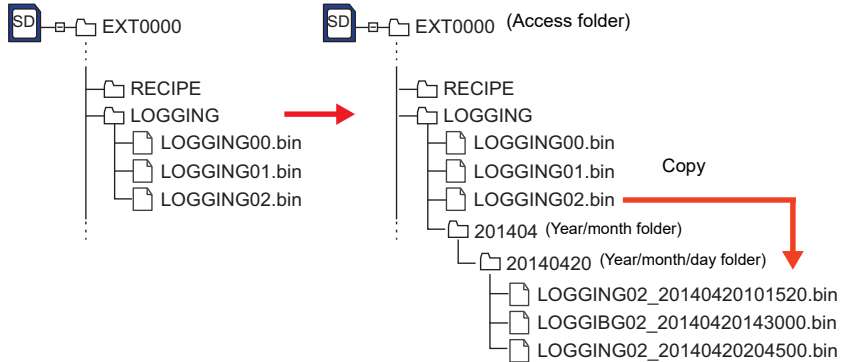 SD EXT0000
RECIPE
LOGGING
LOGGING00.bin
LOGGING01.bin
LOGGING02.bin
SD EXT0000 (Access folder)
RECIPE
LOGGING
LOGGING00.bin
LOGGING01.bin
LOGGING02.bin
Copy
201404 (Year/month folder)
20140420 (Year/month/day folder)
LOGGING02_20140420101520.bin
LOGGIBG02_20140420143000.bin
LOGGING02_20140420204500.bin